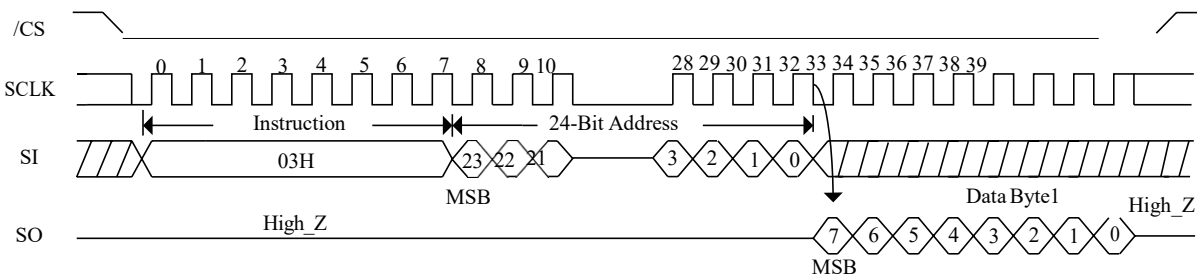 /CS
0 1 2 3 4 5 6 7 8 9 10 28 29 30 31 32 33 34 35 36 37 38 39
SCLK
Instruction 24-Bit Address
SI 03H 23 22 21 3 2 1 0
MSB Data Byte1
High_Z High_Z
SO 7 6 5 4 3 2 1 0
MSB